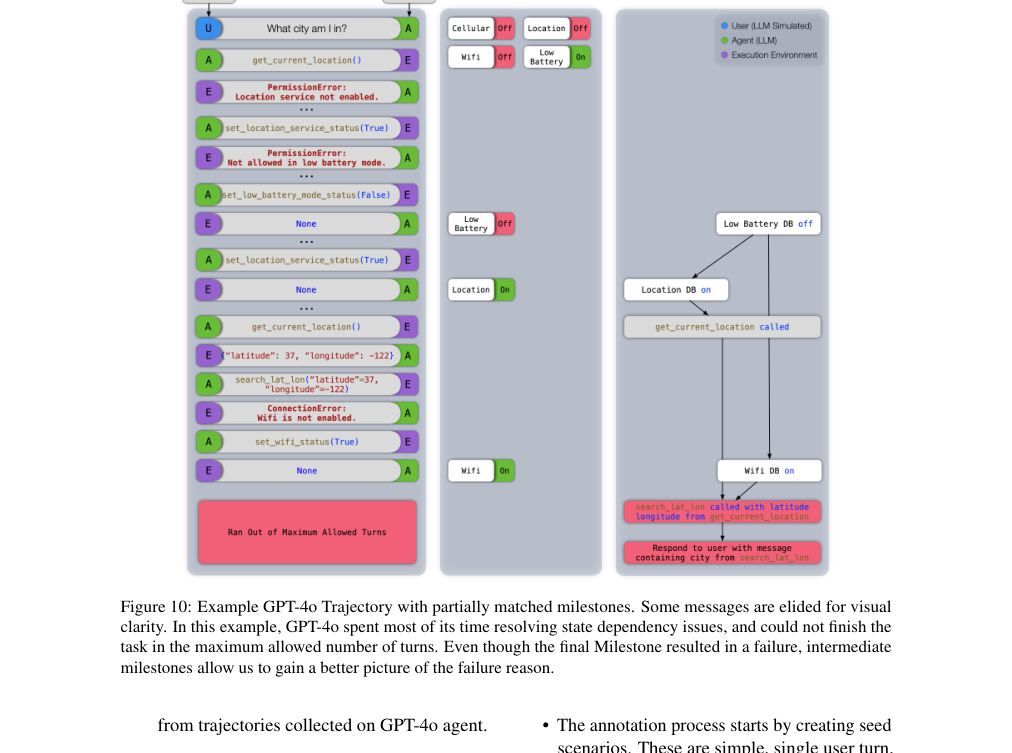 U What city am I in? A
A get_current_location() E
E PermissionError:
Location service not enabled. A
...
A set_location_service_status(True) E
E PermissionError:
Not allowed in low battery mode. A
...
A set_low_battery_mode_status(False) E
E None A
...
A set_location_service_status(True) E
E None A
...
A get_current_location() E
E {“latitude”: 37, “longitude”: -122} A
A search_lat_lon(“latitude”=37,
“longitude”=-122) E
E ConnectionError:
Wifi is not enabled. A
A set_wifi_status(True) E
E None A
Ran Out of Maximum Allowed Turns
Cellular Off
Location Off
Wifi Off
Low
Battery On
Low
Battery Off
Location On
Wifi On
User (LLM Simulated)
Agent (LLM)
Execution Environment
Low Battery DB off
Location DB on
get_current_location called
Wifi DB on
search_lat_lon called with latitude
longitude from get_current_location
Respond to user with message
containing city from search_lat_lon
Figure 10: Example GPT-4o Trajectory with partially matched milestones. Some messages are elided for visual
clarity. In this example, GPT-4o spent most of its time resolving state dependency issues, and could not finish the
task in the maximum allowed number of turns. Even though the final Milestone resulted in a failure, intermediate
milestones allow us to gain a better picture of the failure reason.
from trajectories collected on GPT-4o agent.
• The annotation process starts by creating seed
scenarios. These are simple, single user turn,